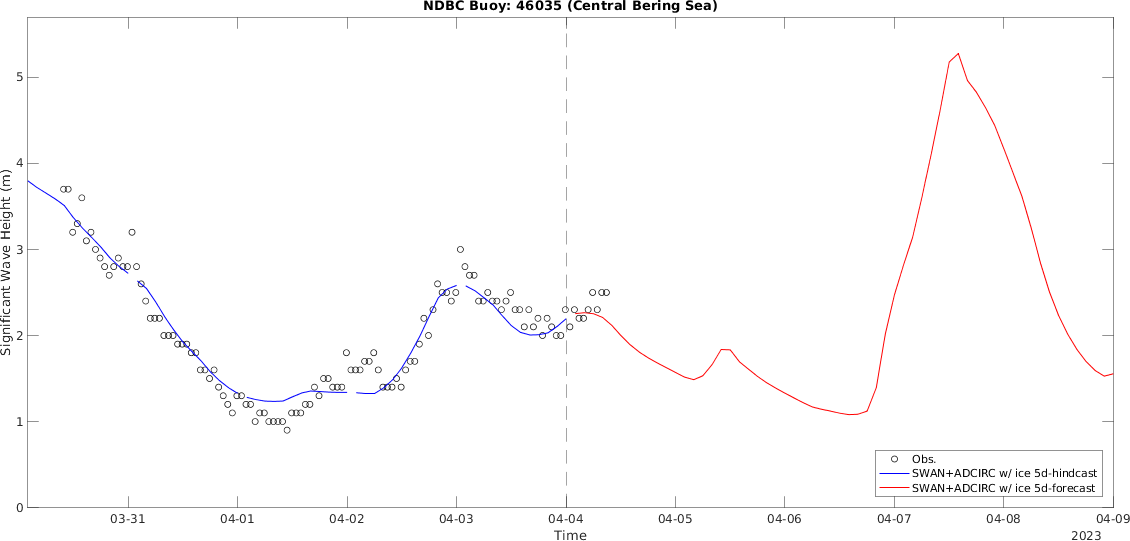 NDBC Buoy: 46035 (Central Bering Sea)
Significant Wave Height (m)
5
4
3
2
1
0
Obs.
SWAN+ADCIRC w/ ice 5d-hindcast
SWAN+ADCIRC w/ ice 5d-forecast
03-31 04-01 04-02 04-03 04-04 04-05 04-06 04-07 04-08 04-09
Time
2023